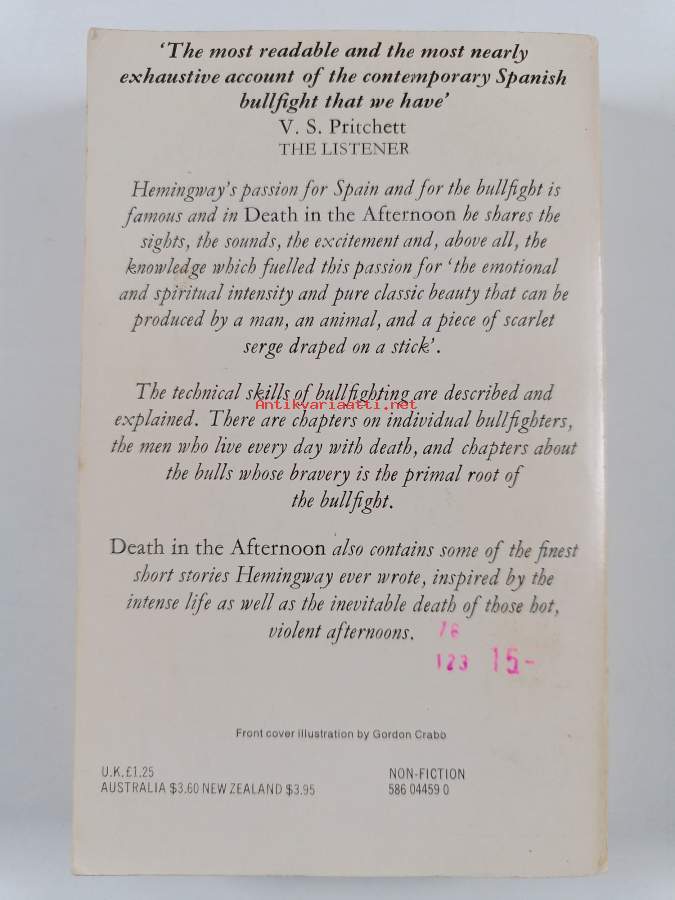 ‘The most readable and the most nearly
exhaustive account of the contemporary Spanish
bullfight that we have’
V. S. Pritchett
THE LISTENER
Hemingway's passion for Spain and for the bullfight is
famous and in Death in the Afternoon he shares the
sights, the sounds, the excitement and, above all, the
knowledge which fuelled this passion for ‘the emotional
and spiritual intensity and pure classic beauty that can be
produced by a man, an animal, and a piece of scarlet
serge draped on a stick’.
The technical skills of bullfighting are described and
Antikvariaatti.net
explained. There are chapters on individual bullfighters,
the men who live every day with death, and chapters about
the bulls whose bravery is the primal root of
the bullfight.
Death in the Afternoon also contains some of the finest
short stories Hemingway ever wrote, inspired by the
intense life as well as the inevitable death of those hot,
violent afternoons.
76
123 15-
Front cover illustration by Gordon Crabb
U.K. £1.25
AUSTRALIA $3.60 NEW ZEALAND $3.95
NON-FICTION
586 04459 0